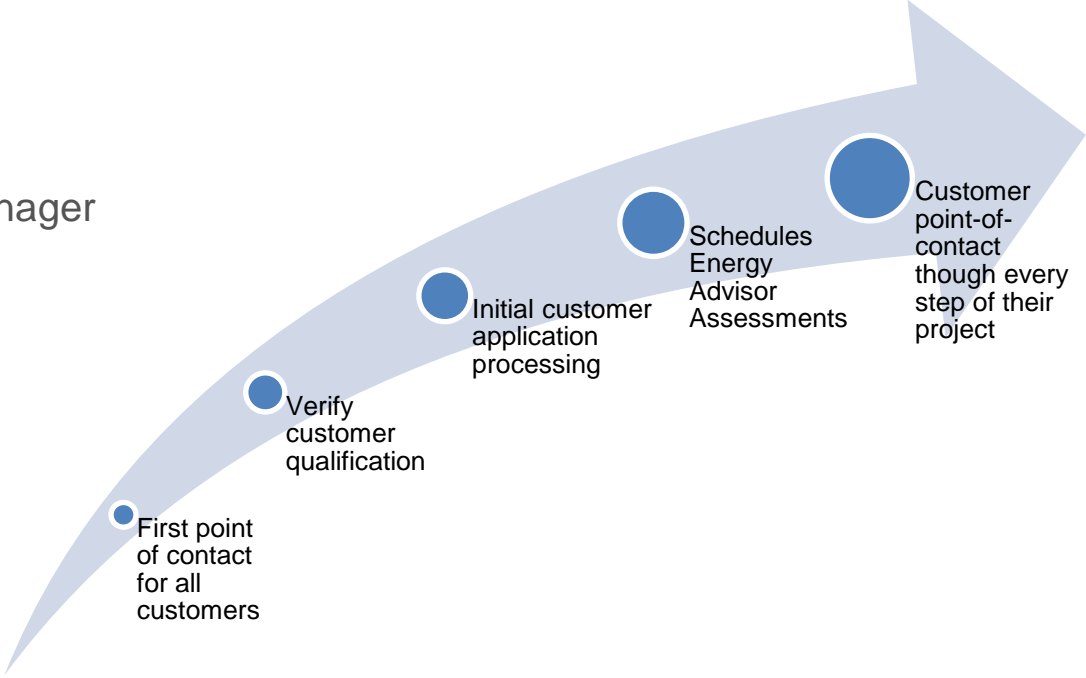 nager
First point
of contact
for all
customers
Verify
customer
qualification
Initial customer
application
processing
Schedules
Energy
Advisor
Assessments
Customer
point-of-
contact
though every
step of their
project